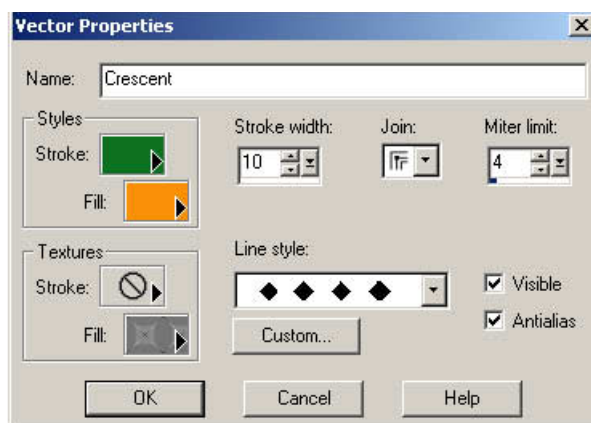 Vector Properties
Name: Crescent
Styles
Stroke width: Join: Miter limit:
Stroke:
10 4
Fill:
Textures
Line style:
Stroke:
Visible
Fill:
Custom...
Antialias
OK Cancel Help